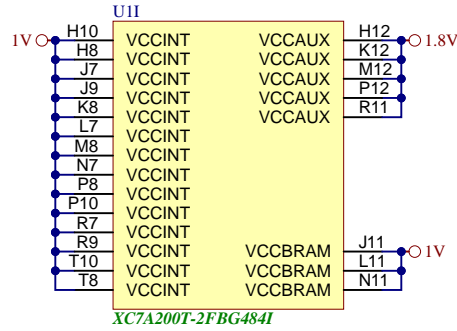 U1I
1V H10 VCCINT VCCAUX H12 1.8V
H8 VCCINT VCCAUX K12
J7 VCCINT VCCAUX M12
J9 VCCINT VCCAUX P12
K8 VCCINT VCCAUX R11
L7 VCCINT
M8 VCCINT
N7 VCCINT
P8 VCCINT
P10 VCCINT
R7 VCCINT
R9 VCCINT VCCBRAM J11 1V
T10 VCCINT VCCBRAM L11
T8 VCCINT VCCBRAM N11
XC7A200T-2FBG484I